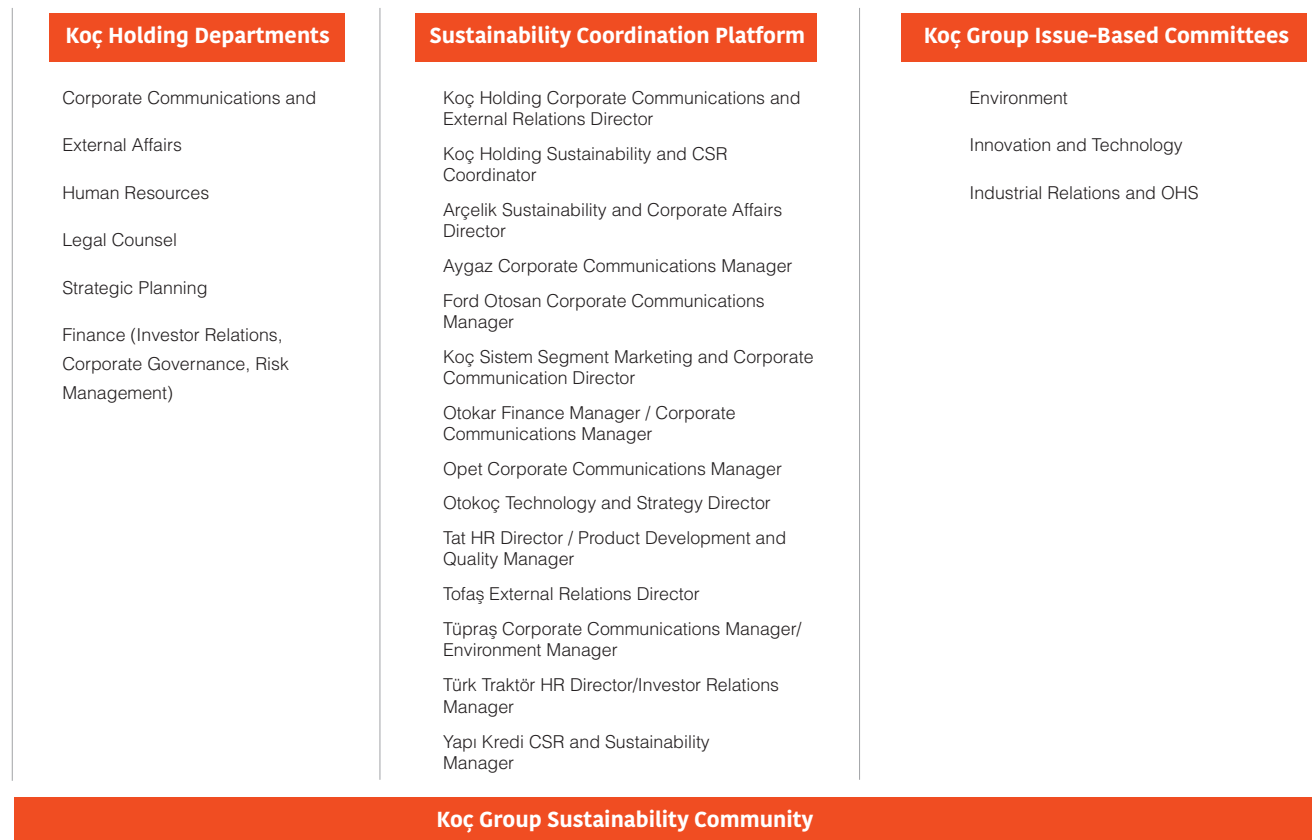 Koç Holding Departments
Corporate Communications and
External Affairs
Human Resources
Legal Counsel
Strategic Planning
Finance (Investor Relations,
Corporate Governance, Risk
Management)
Sustainability Coordination Platform
Koç Holding Corporate Communications and
External Relations Director
Koç Holding Sustainability and CSR
Coordinator
Arçelik Sustainability and Corporate Affairs
Director
Aygaz Corporate Communications Manager
Ford Otosan Corporate Communications
Manager
Koç Sistem Segment Marketing and Corporate
Communication Director
Otokar Finance Manager / Corporate
Communications Manager
Opet Corporate Communications Manager
Otokoç Technology and Strategy Director
Tat HR Director / Product Development and
Quality Manager
Tofaş External Relations Director
Tüpraş Corporate Communications Manager/
Environment Manager
Türk Traktör HR Director/Investor Relations
Manager
Yapı Kredi CSR and Sustainability
Manager
Koç Group Issue-Based Committees
Environment
Innovation and Technology
Industrial Relations and OHS
Koç Group Sustainability Community